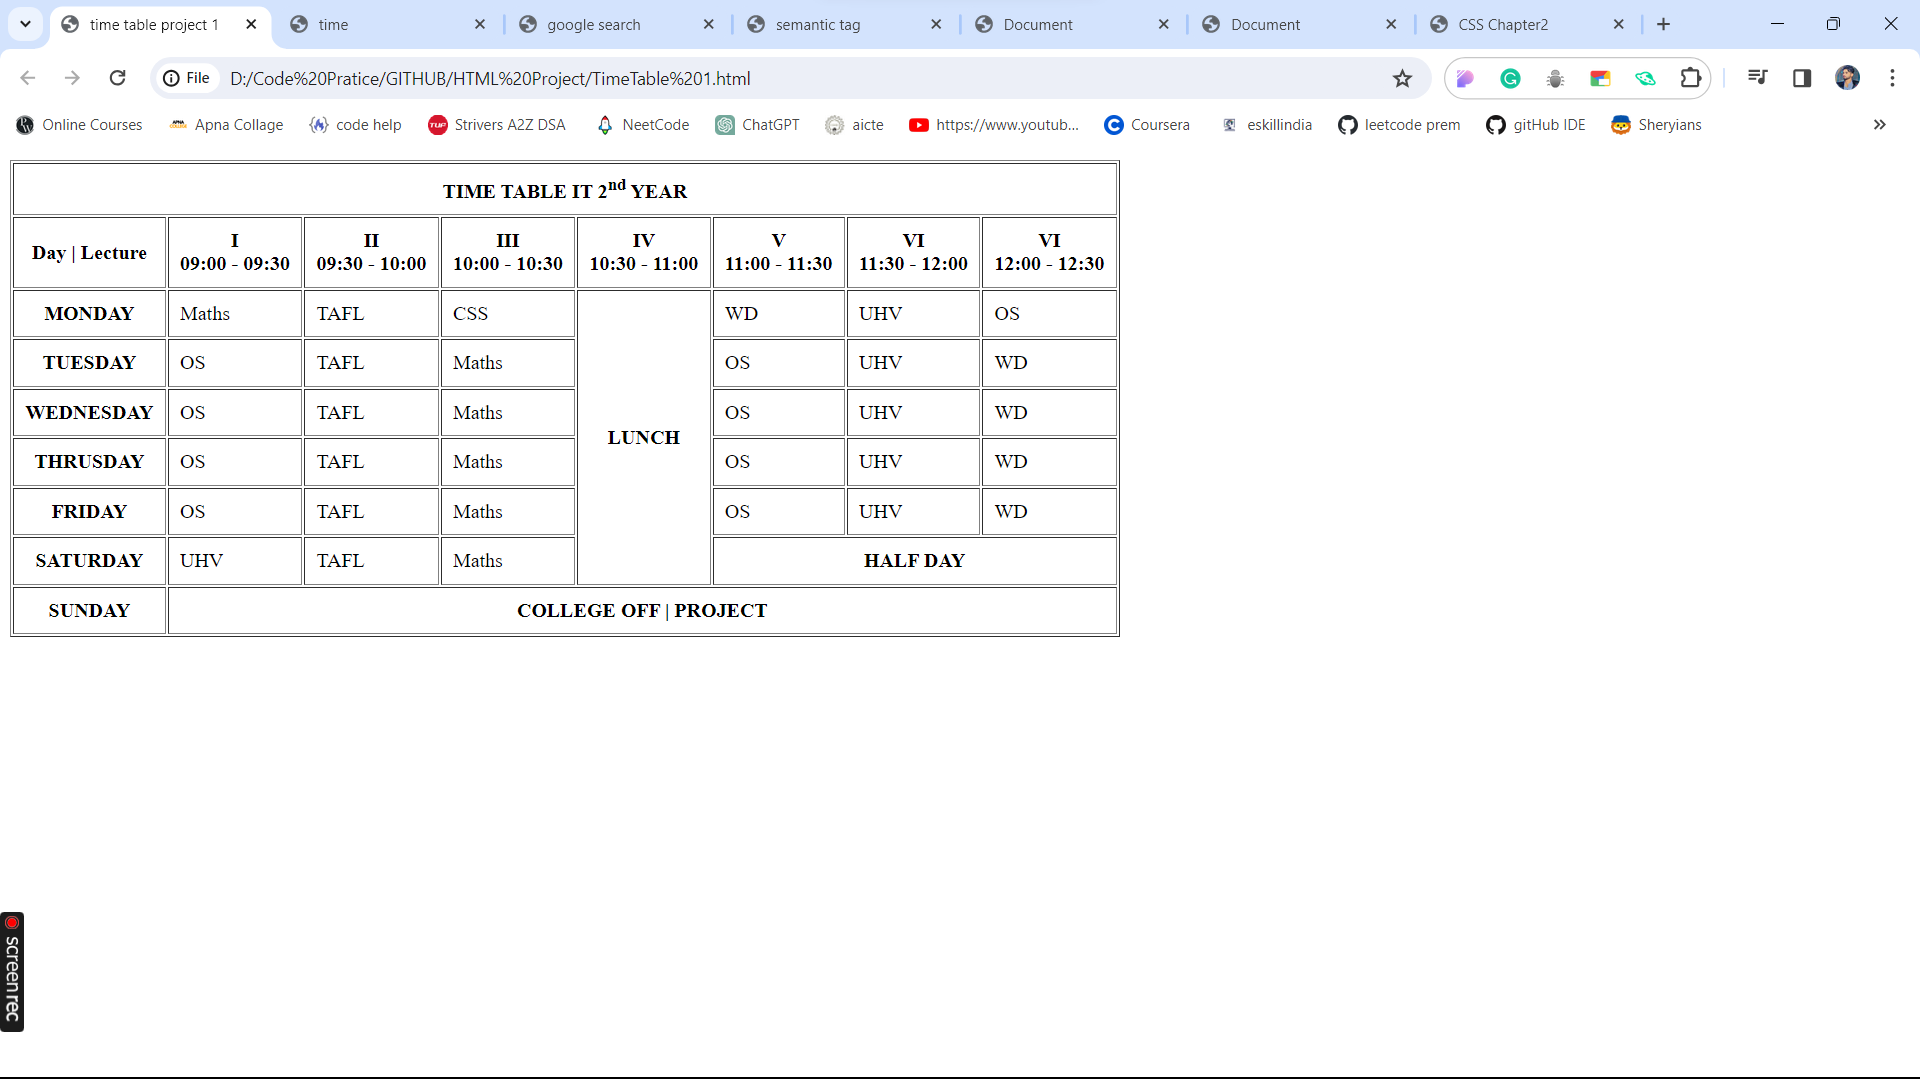 time table project 1 time google search semantic tag Document Document CSS Chapter2
File D:/Code%20Pratice/GITHUB/HTML%20Project/TimeTable%201.html
Online Courses Apna Collage code help TUF Strivers A2Z DSA NeetCode ChatGPT aicte https://www.youtub... Coursera eskillindia leetcode prem gitHub IDE Sheryians
TIME TABLE IT 2nd YEAR
Day | Lecture I II III IV V VI VI
09:00 - 09:30 09:30 - 10:00 10:00 - 10:30 10:30 - 11:00 11:00 - 11:30 11:30 - 12:00 12:00 - 12:30
MONDAY Maths TAFL CSS WD UHV OS
TUESDAY OS TAFL Maths OS UHV WD
WEDNESDAY OS TAFL Maths OS UHV WD
LUNCH
THRUSDAY OS TAFL Maths OS UHV WD
FRIDAY OS TAFL Maths OS UHV WD
SATURDAY UHV TAFL Maths HALF DAY
SUNDAY COLLEGE OFF | PROJECT
screenrec